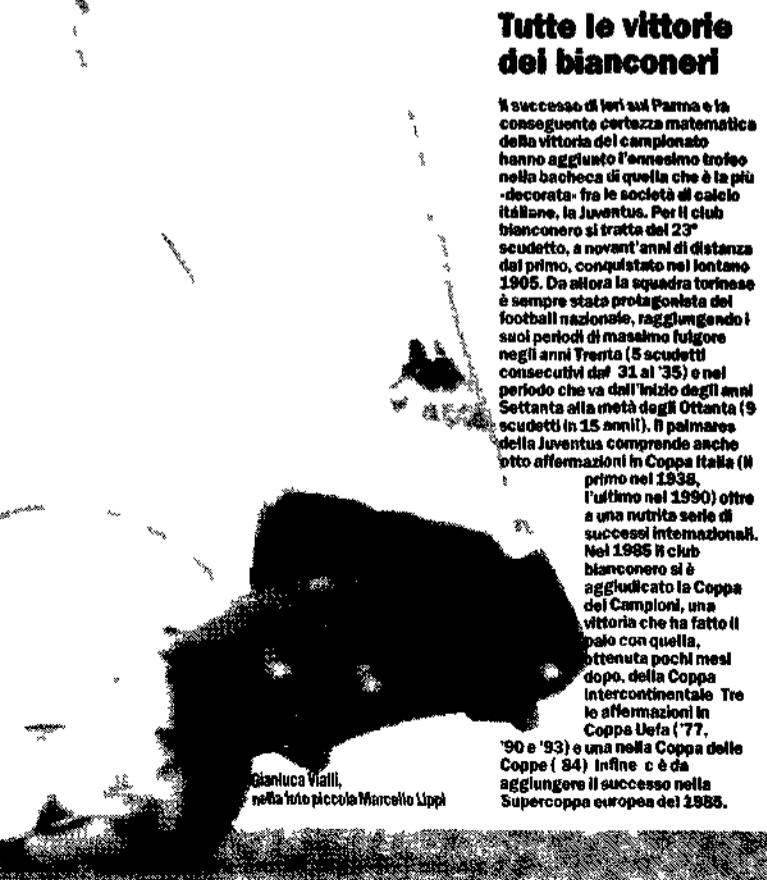 Tutte le vittorie
dei bianconeri
Il successo di ieri sul Parma e la
conseguente certezza matematica
della vittoria del campionato
hanno aggiunto l'ennesimo trofeo
nella bacheca di quella che è la più
«decorata» fra le società di calcio
italiane, la Juventus. Per il club
bianconero si tratta del 23°
scudetto, a novant'anni di distanza
dal primo, conquistato nel lontano
1905. Da allora la squadra torinese
è sempre stata protagonista del
football nazionale, raggiungendo i
suoi periodi di massimo fulgore
negli anni Trenta (5 scudetti
consecutivi dal 31 al '35) e nel
periodo che va dall'inizio degli anni
Settanta alla metà degli Ottanta (9
scudetti in 15 anni!). Il palmares
della Juventus comprende anche
otto affermazioni in Coppa Italia (il
primo nel 1938,
l'ultimo nel 1990) oltre
a una nutrita serie di
successi internazionali.
Nel 1985 il club
bianconero si è
aggiudicato la Coppa
dei Campioni, una
vittoria che ha fatto il
paio con quella,
ottenuta pochi mesi
dopo, della Coppa
Intercontinentale Tre
le affermazioni in
Coppa Uefa ('77,
'90 e '93) e una nella Coppa delle
Coppe ( 84) Infine c è da
aggiungere il successo nella
Supercoppa europea del 1985.
Gianluca Vialli,
nella foto piccola Marcello Lippi